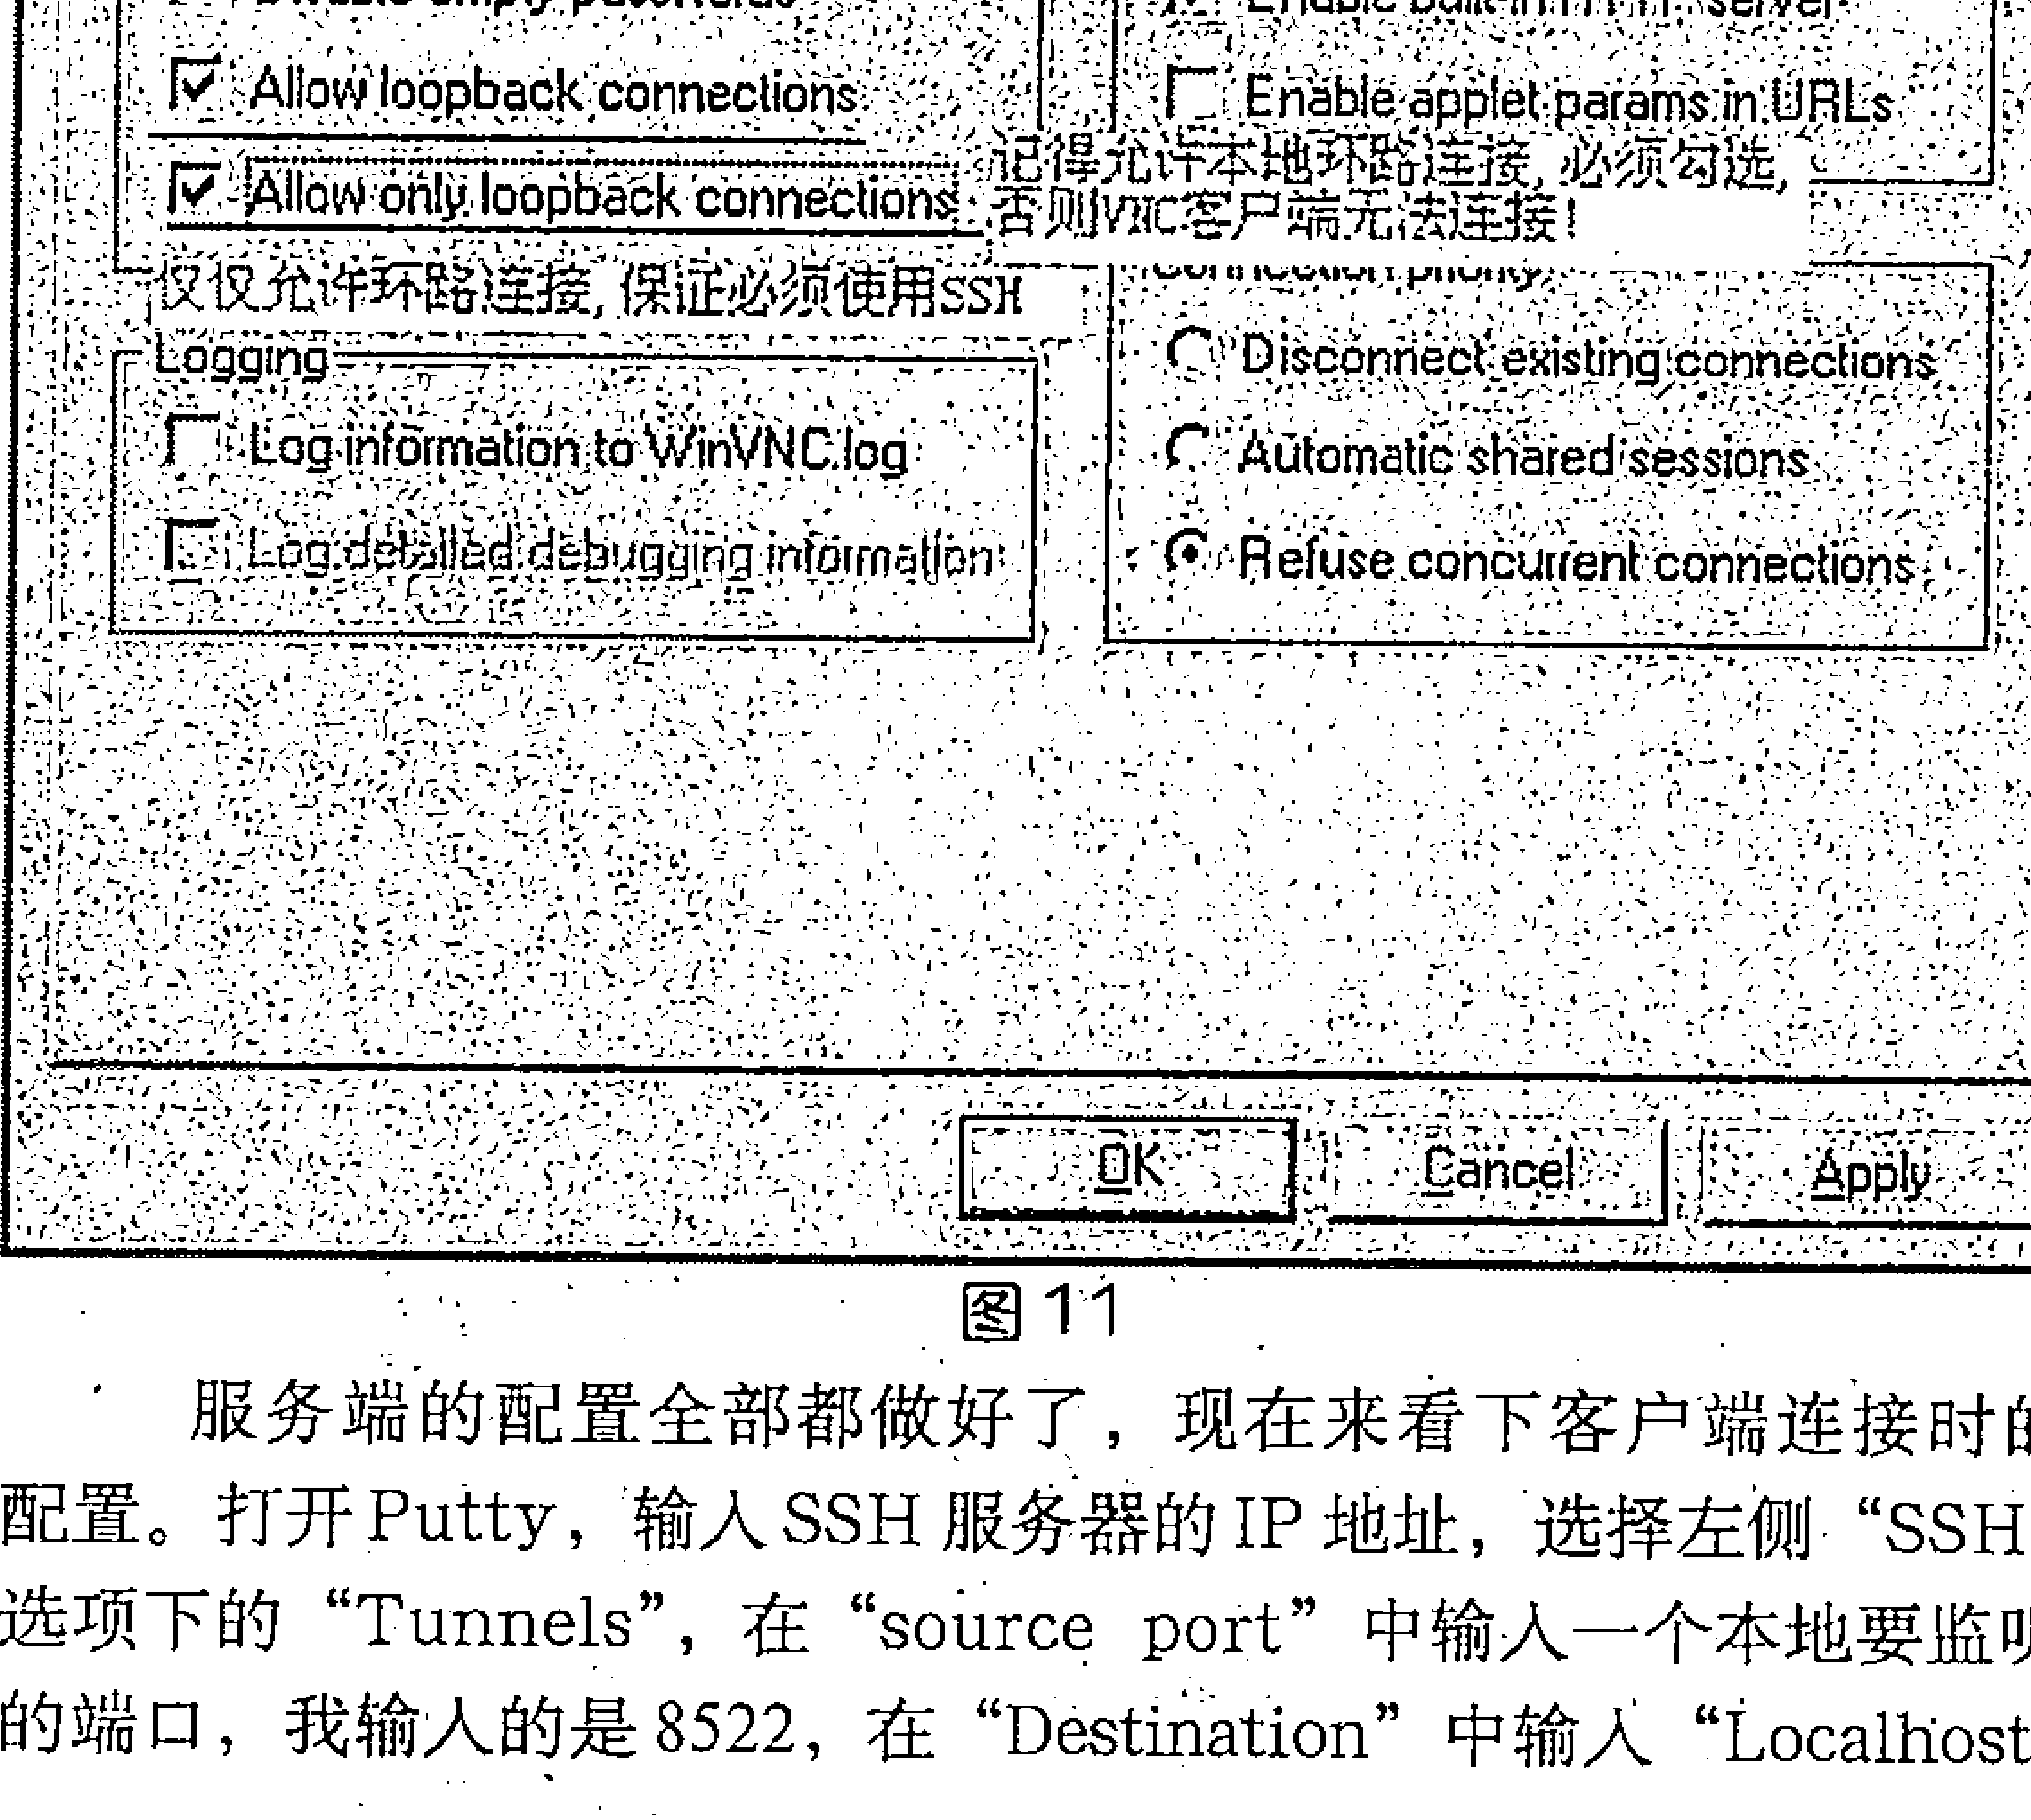 Allow loopback connections
Enable applet params in URLs
Allow only loopback connections
记得允许本地环路连接,必须勾选,
否则VNC客户端无法连接!
仅仅允许环路连接,保证必须使用SSH
Connection priority
Logging
Disconnect existing connections
Log information to WinVNC.log
Automatic shared sessions
Log detailed debugging information
Refuse concurrent connections
OK
Cancel
Apply
图11
服务端的配置全部都做好了，现在来看下客户端连接时的
配置。打开Putty，输入SSH服务器的IP地址，选择左侧“SSH
选项下的“Tunnels”，在“source port”中输入一个本地要监听
的端口，我输入的是8522，在“Destination”中输入“Localhost